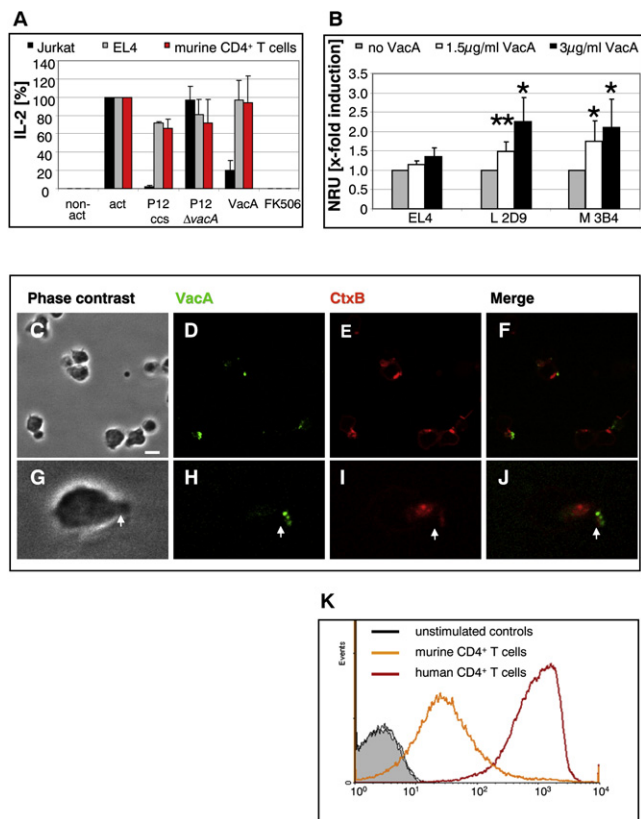 A
Jurkat EL4 murine CD4⁺ T cells
IL-2 [%]
120
100
80
60
40
20
0
non-act
act
P12 ccs
P12 ΔvacA
VacA
FK506
B
no VacA 1.5µg/ml VacA 3µg/ml VacA
NRU [x-fold induction]
3.5
3.0
2.5
2.0
1.5
1.0
0.5
0
**
*
*
*
EL4
L 2D9
M 3B4
Phase contrast VacA CtxB Merge
C D E F
G H I J
K
unstimulated controls
murine CD4⁺ T cells
human CD4⁺ T cells
Events
0
10⁰ 10¹ 10² 10³ 10⁴